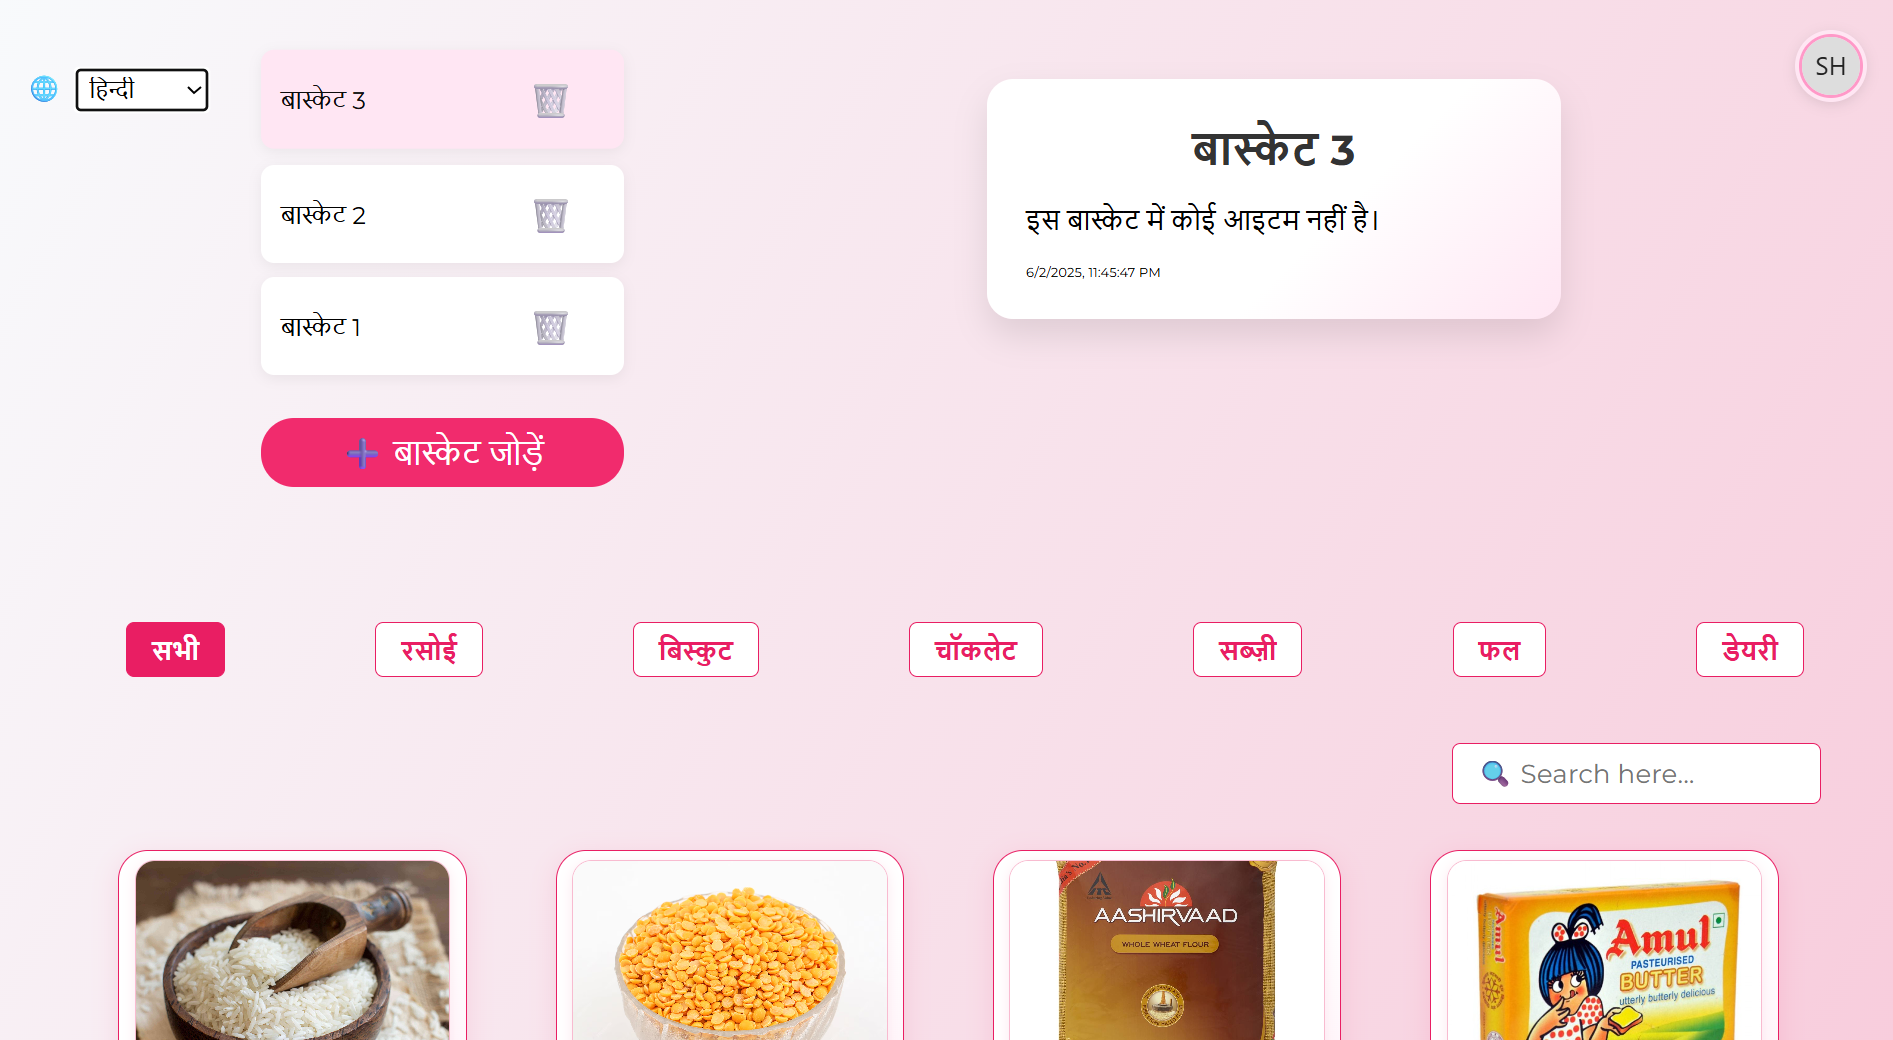 हिन्दी
बास्केट 3
बास्केट 2
बास्केट 1
➕ बास्केट जोड़ें
बास्केट 3
इस बास्केट में कोई आइटम नहीं है।
6/2/2025, 11:45:47 PM
SH
सभी
रसोई
बिस्कुट
चॉकलेट
सब्ज़ी
फल
डेयरी
Search here...
AASHIRVAAD
WHOLE WHEAT FLOUR
Amul
PASTEURISED
BUTTER
utterly butterly delicious
Amul